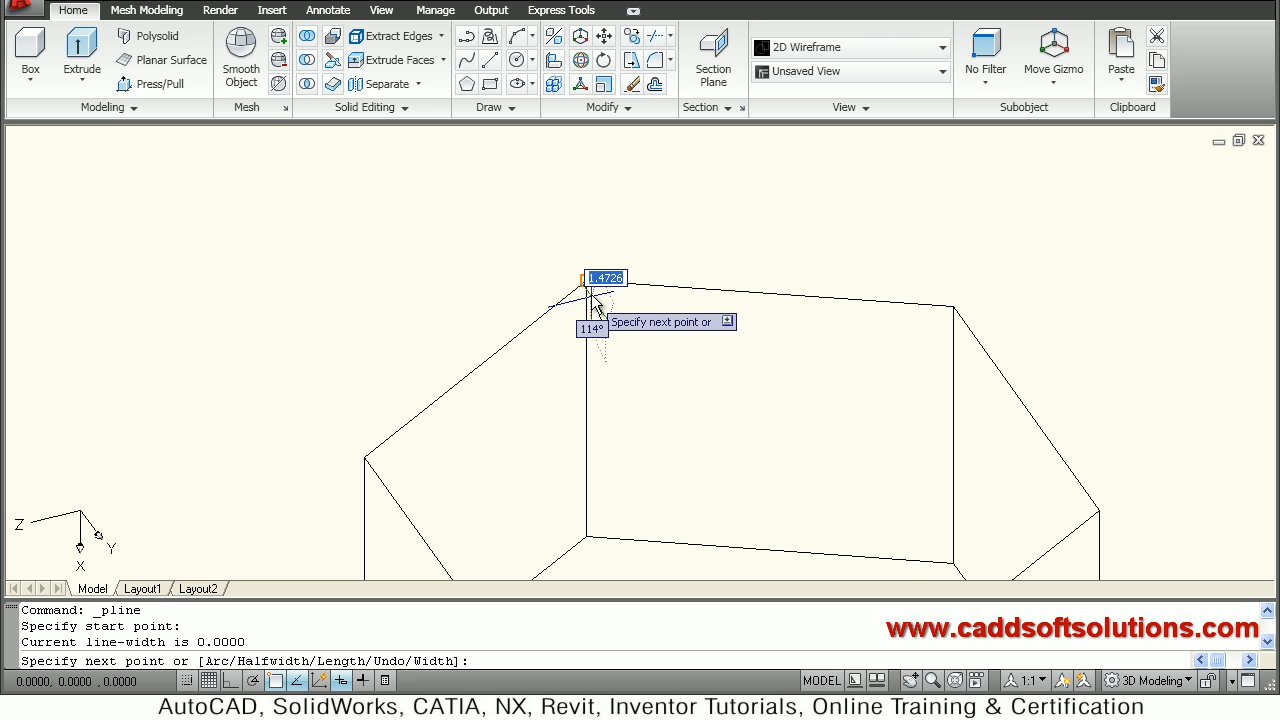 Home Mesh Modeling Render Insert Annotate View Manage Output Express Tools
Box
Extrude
Polysolid
Planar Surface
Press/Pull
Smooth
Object
Extract Edges
Extrude Faces
Separate
Section
Plane
2D Wireframe
Unsaved View
No Filter
Move Gizmo
Paste
Modeling Mesh Solid Editing Draw Modify Section View Subobject Clipboard
1.4726
Specify next point or
114°
Z
Y
X
Model Layout1 Layout2
Command: _pline
Specify start point:
Current line-width is 0.0000
Specify next point or [Arc/Halfwidth/Length/Undo/Width]:
www.caddsoftsolutions.com
0.0000, 0.0000 , 0.0000
MODEL
1:1
3D Modeling
AutoCAD, SolidWorks, CATIA, NX, Revit, Inventor Tutorials, Online Training & Certification